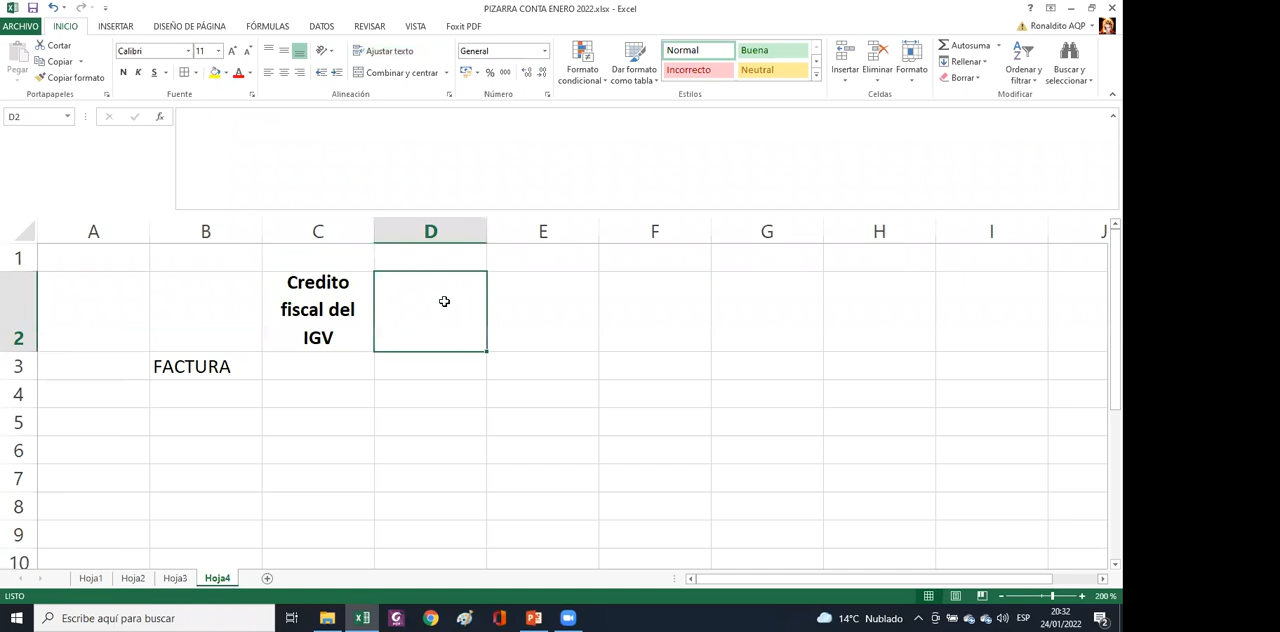 PIZARRA CONTA ENERO 2022.xlsx - Excel
ARCHIVO INICIO INSERTAR DISEÑO DE PÁGINA FÓRMULAS DATOS REVISAR VISTA Foxit PDF Ronaldito AQP
Pegar
Cortar
Copiar
Copiar formato
Portapapeles
Calibri 11
N K S
Fuente
Ajustar texto
Combinar y centrar
Alineación
General
% 000
Número
Formato condicional
Dar formato como tabla
Normal Buena
Incorrecto Neutral
Estilos
Insertar Eliminar Formato
Celdas
Autosuma
Rellenar
Borrar
Ordenar y filtrar
Buscar y seleccionar
Modificar
D2
fx
A B C D E F G H I J
1
Credito
fiscal del
2 IGV
3 FACTURA
4
5
6
7
8
9
10
Hoja1 Hoja2 Hoja3 Hoja4
LISTO 200 %
Escribe aquí para buscar
14°C Nublado ESP
20:32
24/01/2022
2